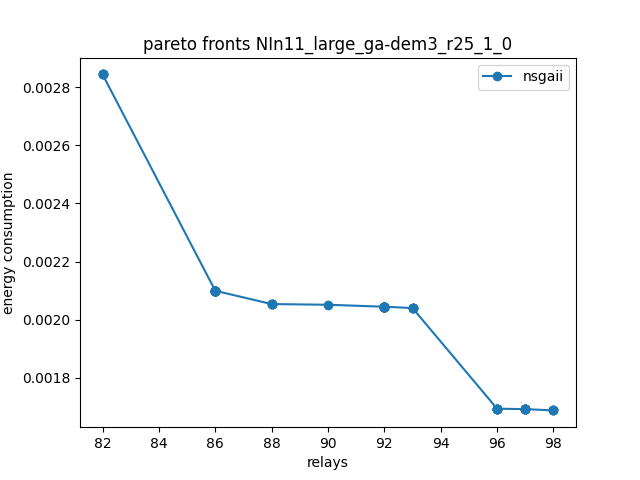 pareto fronts NIn11_large_ga-dem3_r25_1_0
nsgaii
energy consumption
0.0028
0.0026
0.0024
0.0022
0.0020
0.0018
82 84 86 88 90 92 94 96 98
relays